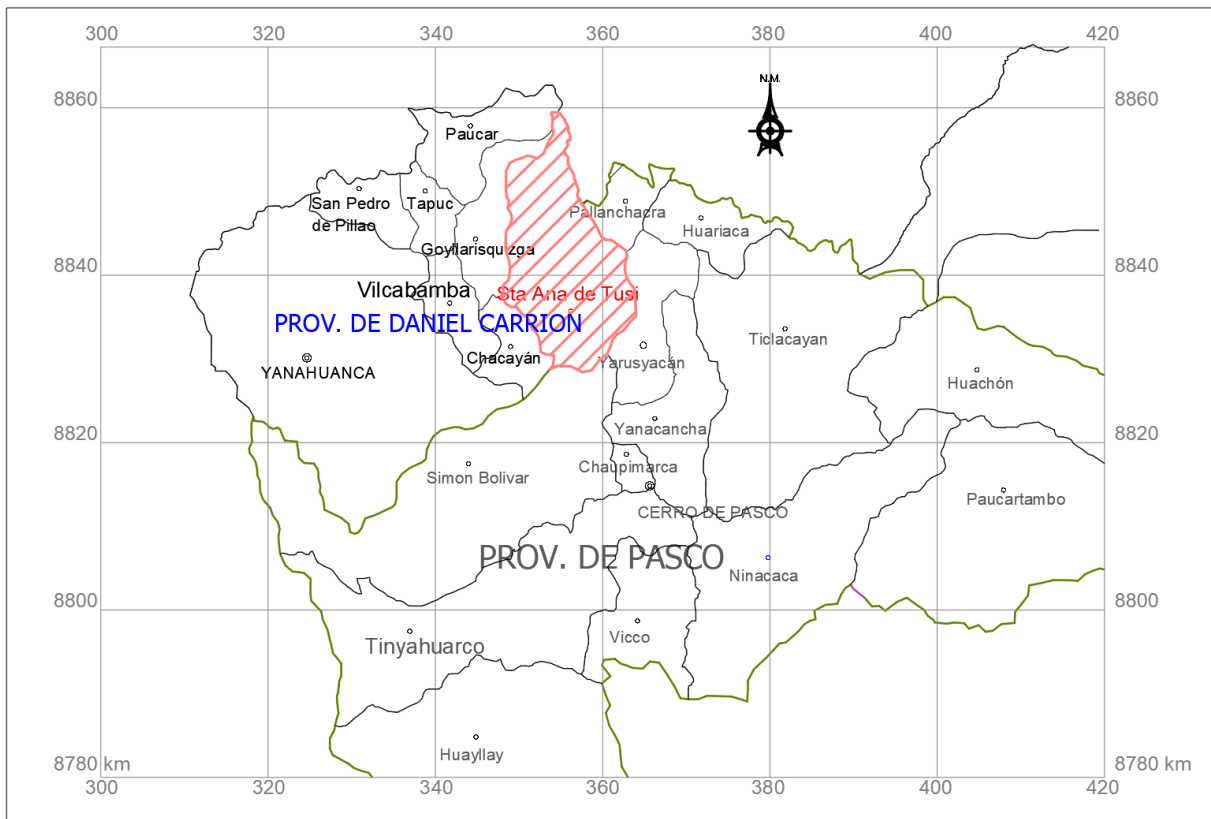 300 320 340 360 380 400 420
N.M.
8860 8860
Paucar
San Pedro
de Pillao
Tapuc
Pallanchacra
Huariaca
Goyllarisquizga
8840 8840
Vilcabamba
Sta Ana de Tusi
PROV. DE DANIEL CARRION
Ticlacayan
Chacayán
Yarusyacán
YANAHUANCA
Huachón
8820 8820
Yanacancha
Simon Bolivar
Chaupimarca
Paucartambo
CERRO DE PASCO
PROV. DE PASCO
Ninacaca
8800 8800
Tinyahuarco
Vicco
Huayllay
8780 km 8780 km
300 320 340 360 380 400 420